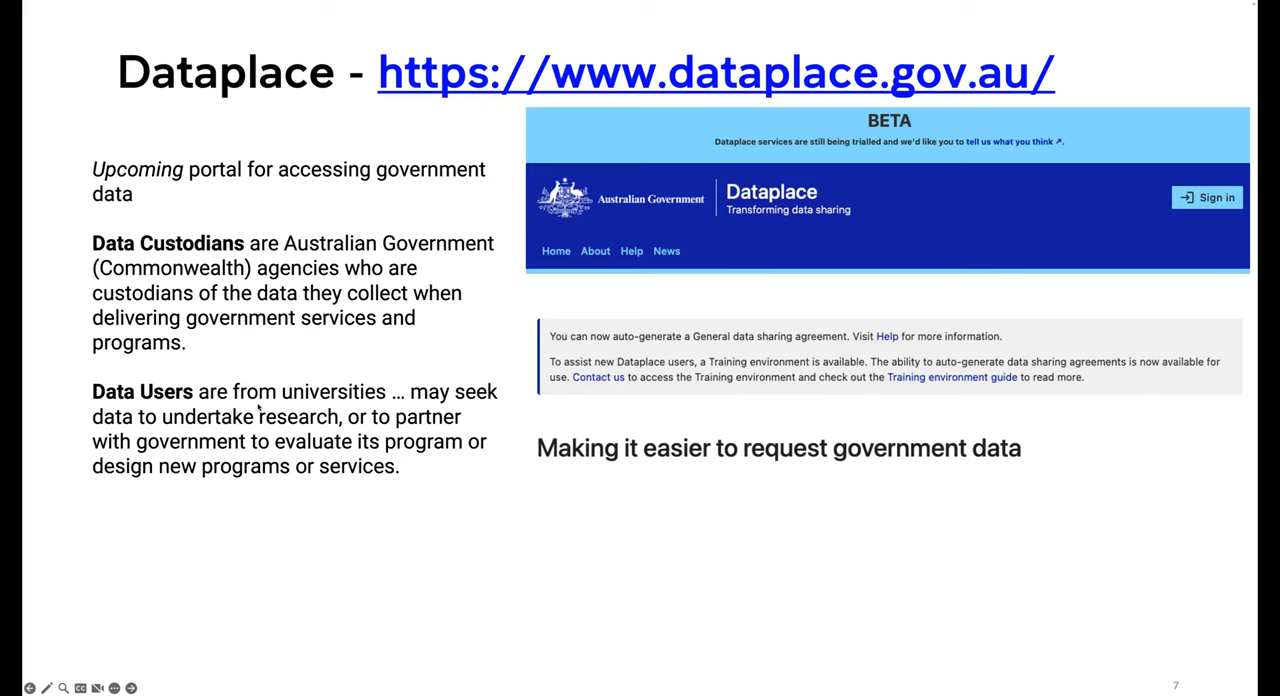 Dataplace - https://www.dataplace.gov.au/
Upcoming portal for accessing government
data
Data Custodians are Australian Government
(Commonwealth) agencies who are
custodians of the data they collect when
delivering government services and
programs.
Data Users are from universities ... may seek
data to undertake research, or to partner
with government to evaluate its program or
design new programs or services.
BETA
Dataplace services are still being trialled and we'd like you to tell us what you think ↗.
Australian Government
Dataplace
Transforming data sharing
Sign in
Home About Help News
You can now auto-generate a General data sharing agreement. Visit Help for more information.
To assist new Dataplace users, a Training environment is available. The ability to auto-generate data sharing agreements is now available for
use. Contact us to access the Training environment and check out the Training environment guide to read more.
Making it easier to request government data
7